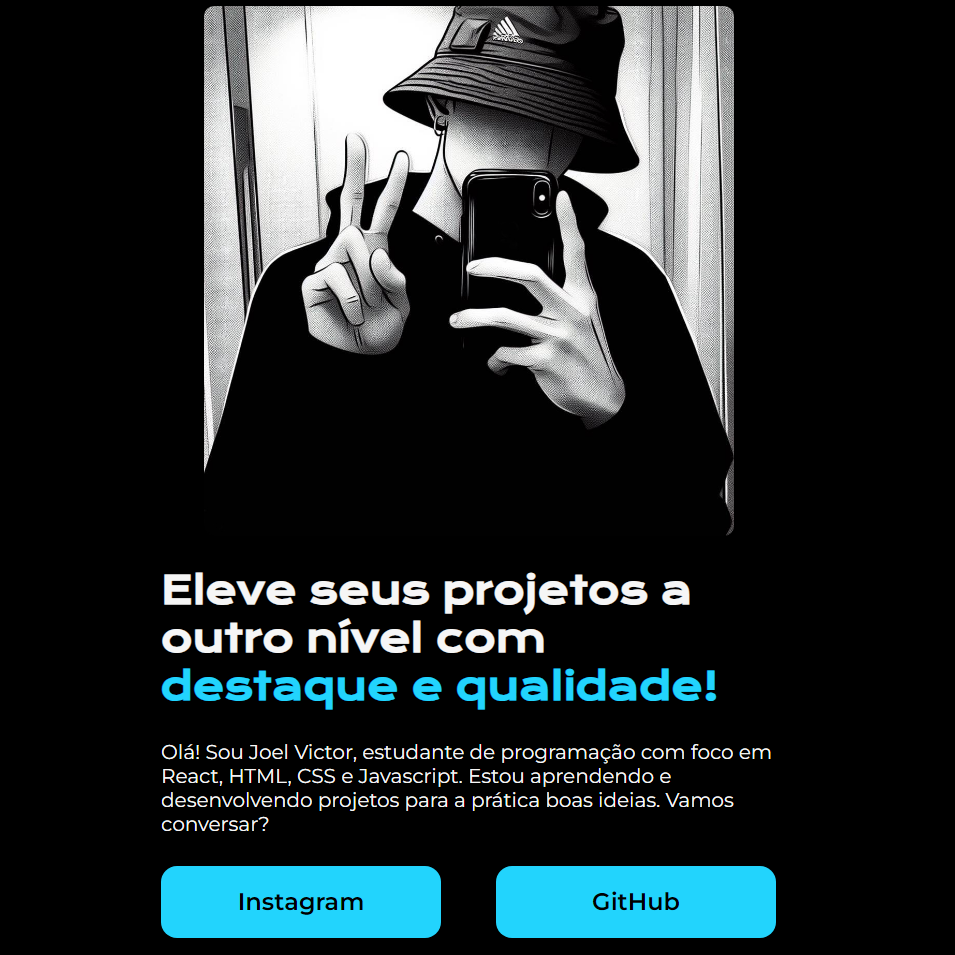 Eleve seus projetos a
outro nível com
destaque e qualidade!
Olá! Sou Joel Victor, estudante de programação com foco em
React, HTML, CSS e Javascript. Estou aprendendo e
desenvolvendo projetos para a prática boas ideias. Vamos
conversar?
Instagram
GitHub